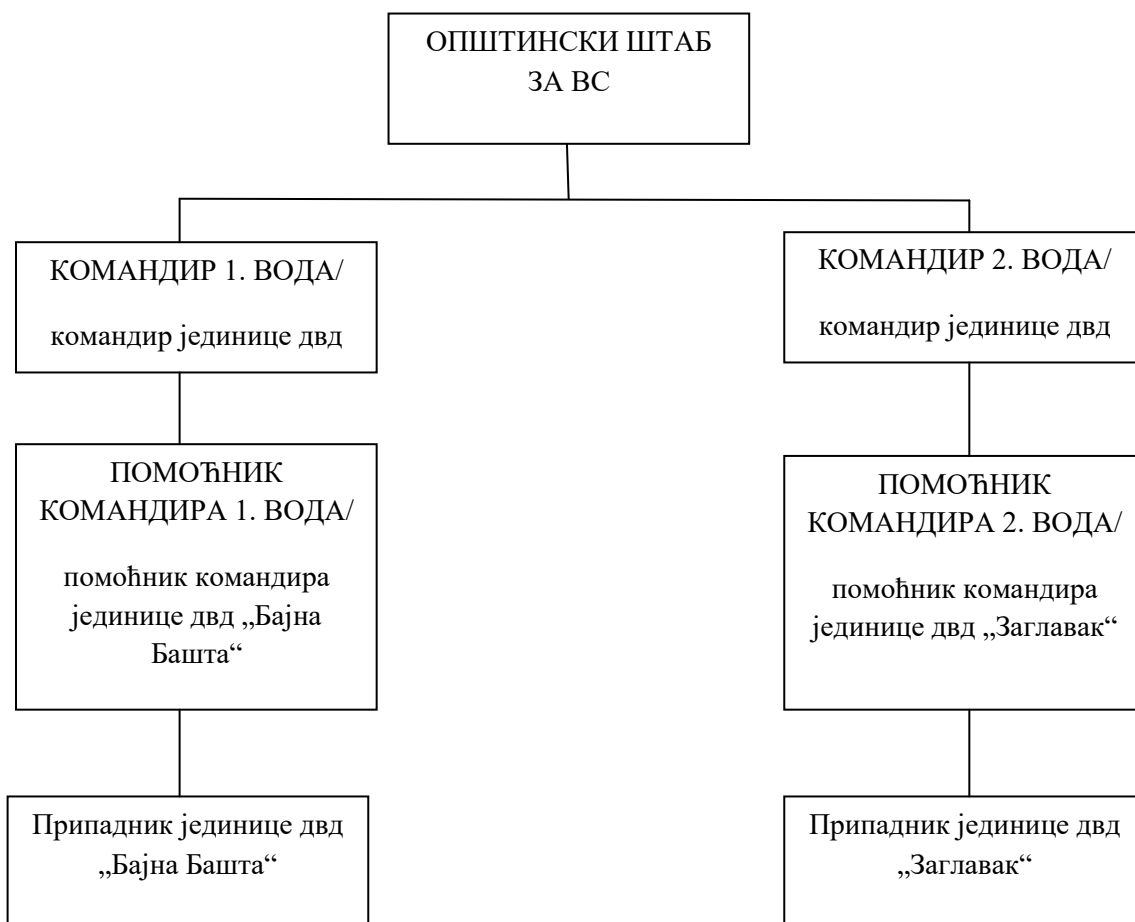 ОПШТИНСКИ ШТАБ
ЗА ВС
КОМАНДИР 1. ВОДА/
командир јединице двд
КОМАНДИР 2. ВОДА/
командир јединице двд
ПОМОЋНИК
КОМАНДИРА 1. ВОДА/
помоћник командира
јединице двд „Бајна
Башта“
ПОМОЋНИК
КОМАНДИРА 2. ВОДА/
помоћник командира
јединице двд „Заглавак“
Припадник јединице двд
„Бајна Башта“
Припадник јединице двд
„Заглавак“